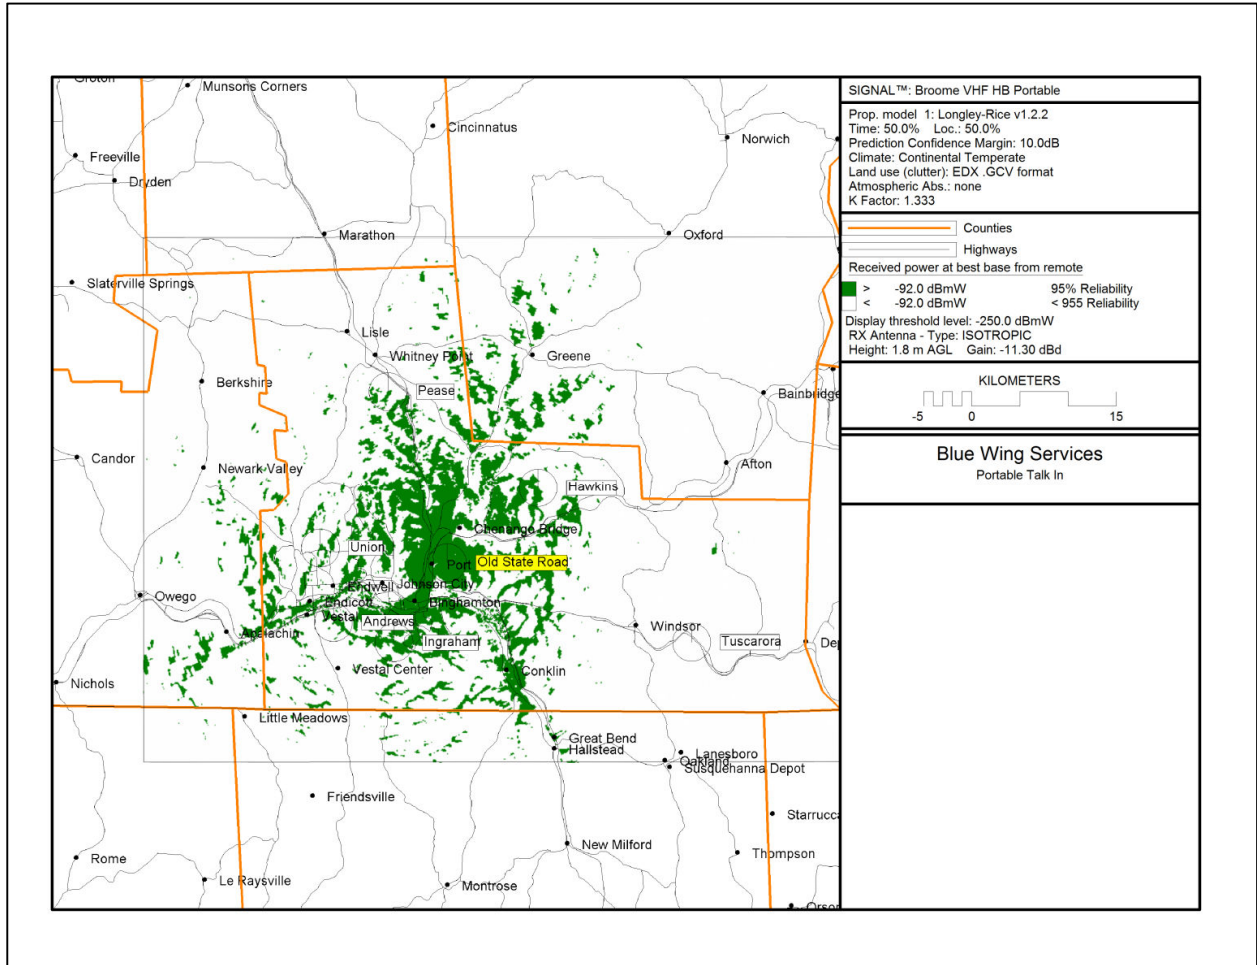 Groton
Munsons Corners
Cincinnatus
Norwich
Freeville
Dryden
Marathon
Oxford
Slaterville Springs
Lisle
Whitney Point
Greene
Berkshire
Pease
Bainbridge
Candor
Newark Valley
Afton
Hawkins
Chenango Bridge
Union
Port
Old State Road
Endwell
Johnson City
Owego
Endicott
Binghamton
Vestal
Andrews
Windsor
Apalachin
Ingraham
Tuscarora
Dep
Vestal Center
Conklin
Nichols
Little Meadows
Great Bend
Hallstead
Lanesboro
Oakland
Susquehanna Depot
Friendsville
Starrucca
New Milford
Thompson
Rome
Le Raysville
Montrose
Orson
SIGNAL™: Broome VHF HB Portable
Prop. model 1: Longley-Rice v1.2.2
Time: 50.0% Loc.: 50.0%
Prediction Confidence Margin: 10.0dB
Climate: Continental Temperate
Land use (clutter): EDX .GCV format
Atmospheric Abs.: none
K Factor: 1.333
Counties
Highways
Received power at best base from remote
> -92.0 dBmW 95% Reliability
< -92.0 dBmW < 955 Reliability
Display threshold level: -250.0 dBmW
RX Antenna - Type: ISOTROPIC
Height: 1.8 m AGL Gain: -11.30 dBd
KILOMETERS
-5 0 15
Blue Wing Services
Portable Talk In